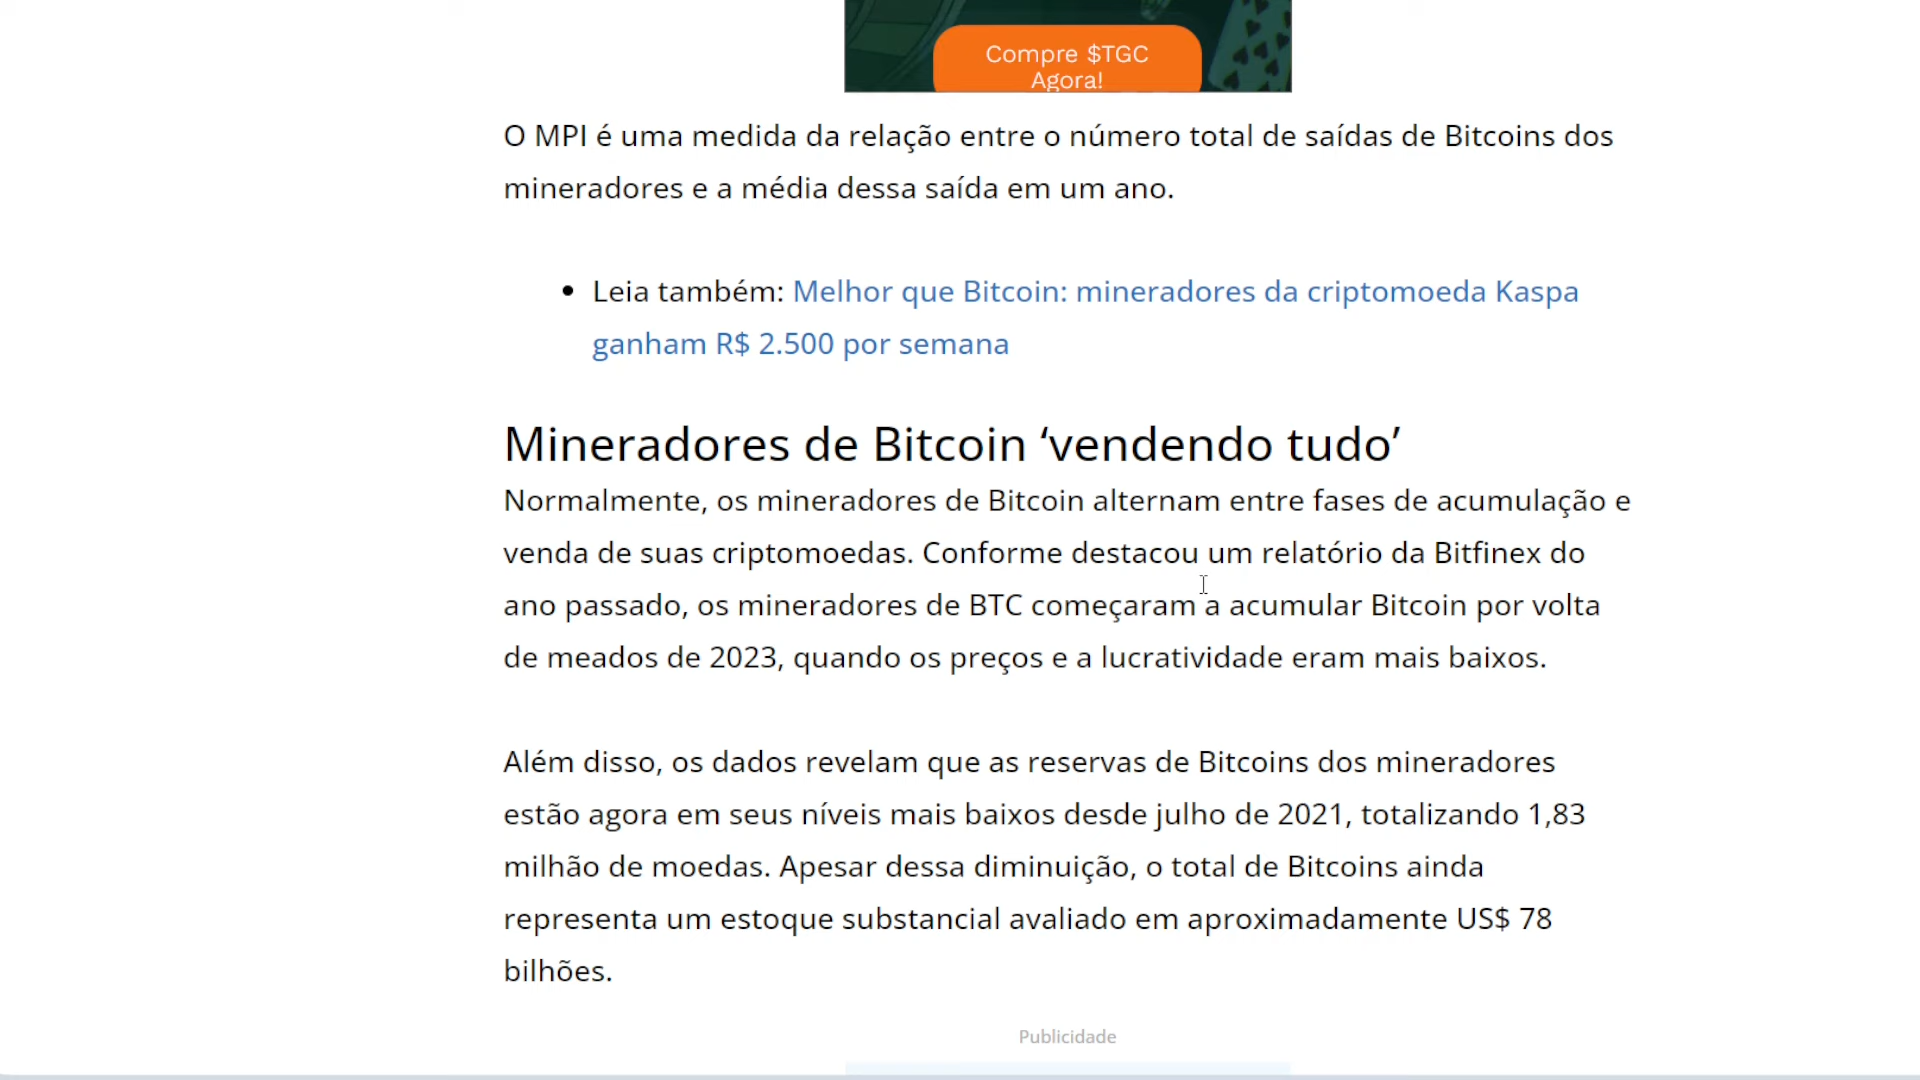 Compre $TGC
Agora!
O MPI é uma medida da relação entre o número total de saídas de Bitcoins dos
mineradores e a média dessa saída em um ano.
• Leia também: Melhor que Bitcoin: mineradores da criptomoeda Kaspa
ganham R$ 2.500 por semana
Mineradores de Bitcoin ‘vendendo tudo’
Normalmente, os mineradores de Bitcoin alternam entre fases de acumulação e
venda de suas criptomoedas. Conforme destacou um relatório da Bitfinex do
ano passado, os mineradores de BTC começaram a acumular Bitcoin por volta
de meados de 2023, quando os preços e a lucratividade eram mais baixos.
Além disso, os dados revelam que as reservas de Bitcoins dos mineradores
estão agora em seus níveis mais baixos desde julho de 2021, totalizando 1,83
milhão de moedas. Apesar dessa diminuição, o total de Bitcoins ainda
representa um estoque substancial avaliado em aproximadamente US$ 78
bilhões.
Publicidade